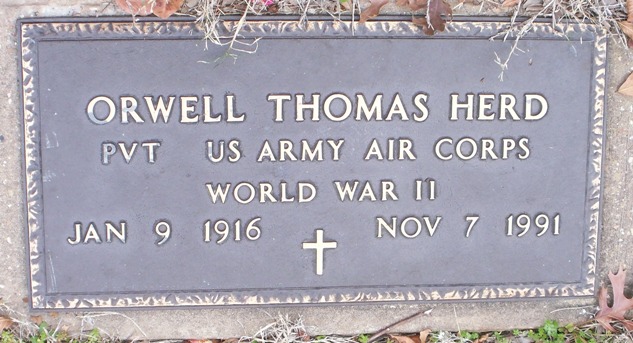 ORWELL THOMAS HERD
PVT US ARMY AIR CORPS
WORLD WAR II
JAN 9 1916 NOV 7 1991